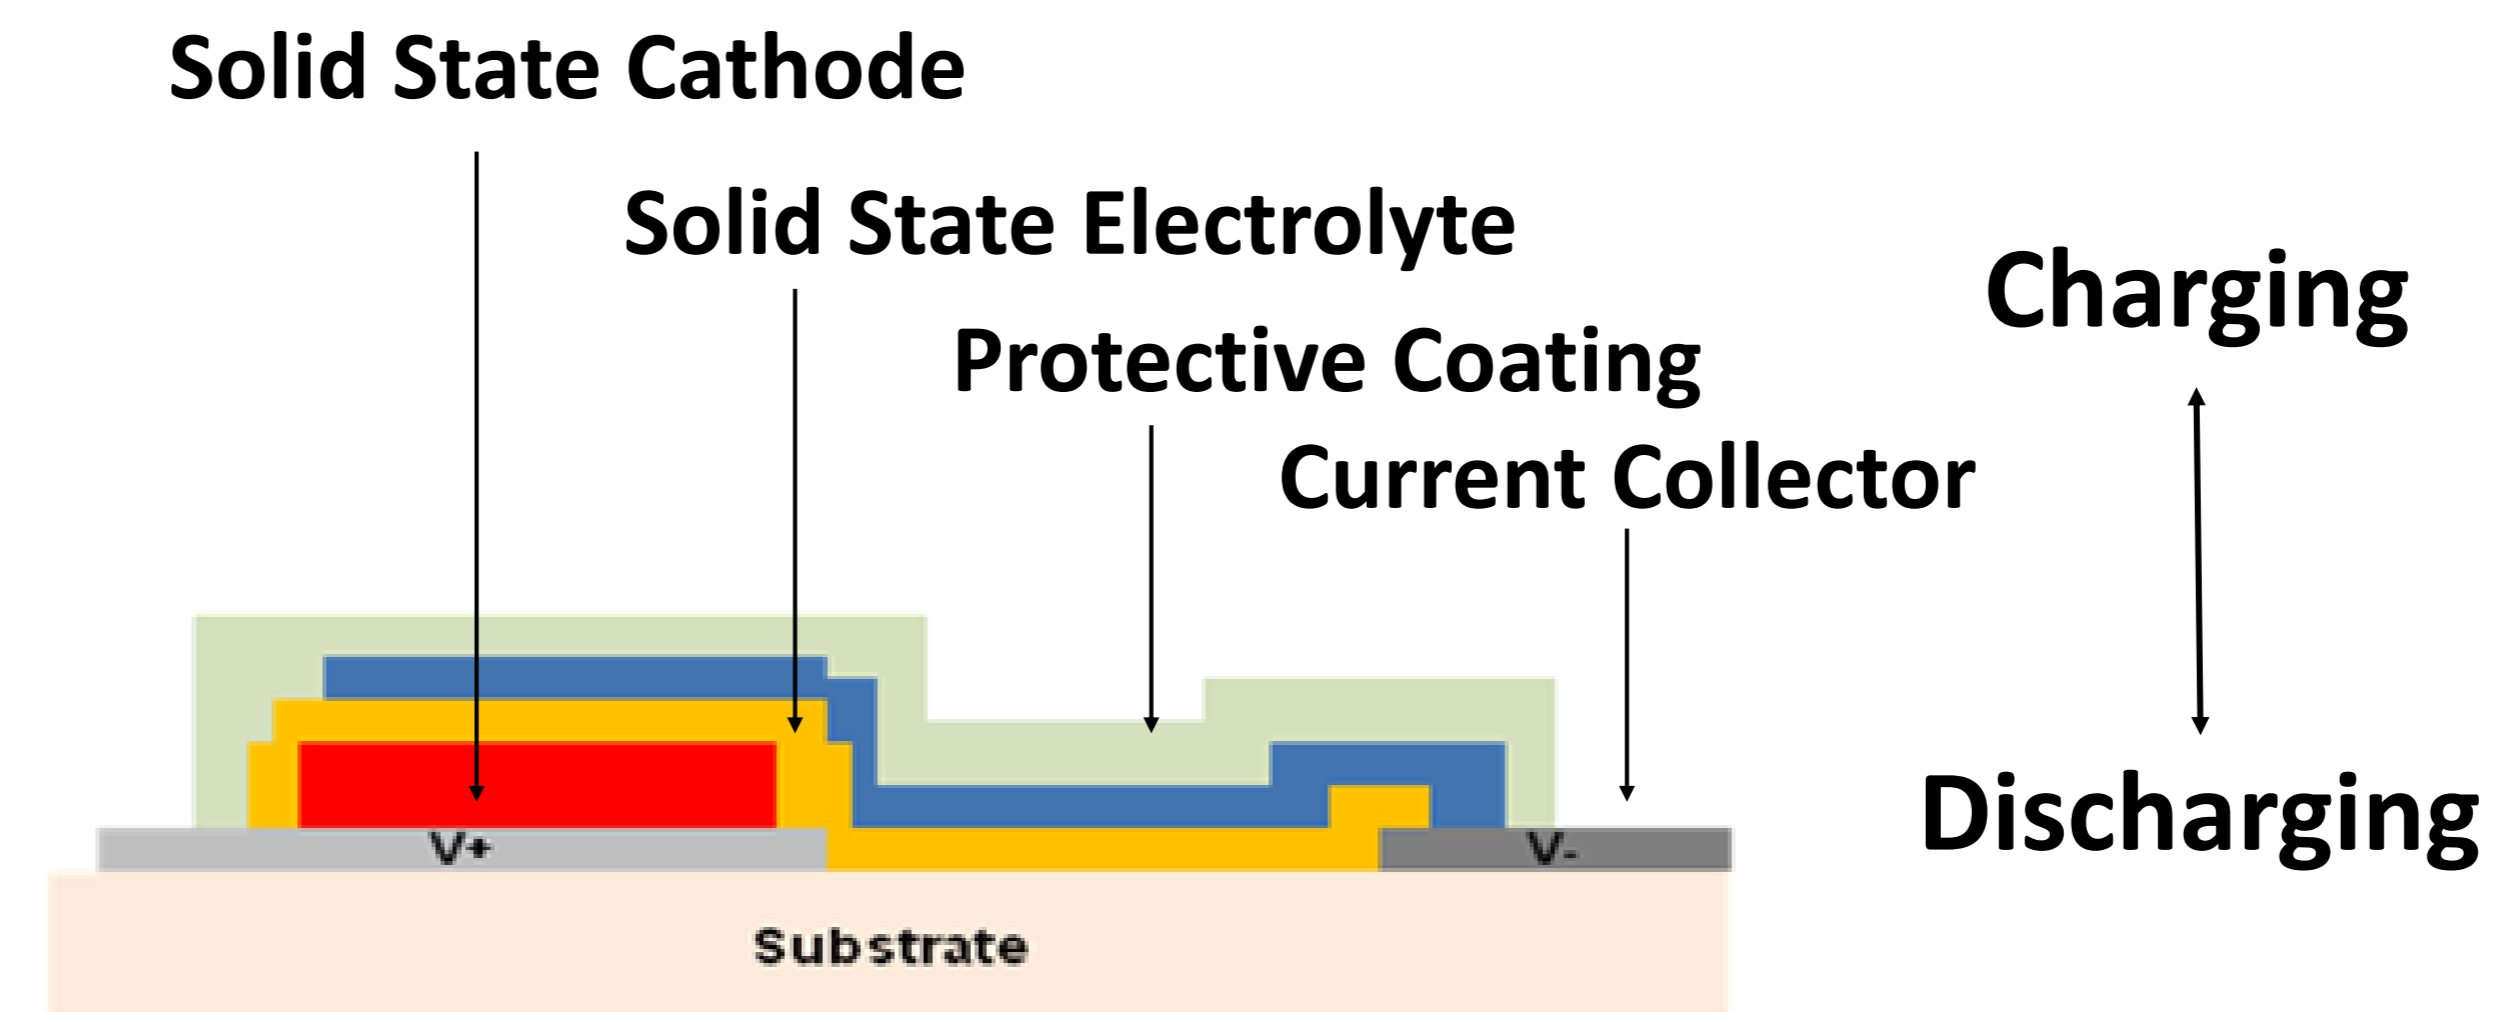 Solid State Cathode
Solid State Electrolyte
Protective Coating
Current Collector
Charging
Discharging
V+
V-
Substrate